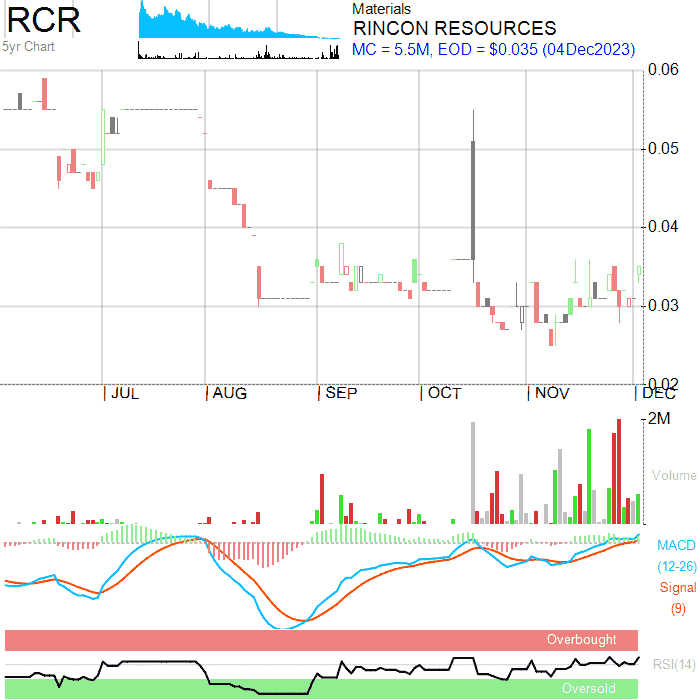 RCR
5yr Chart
Materials
RINCON RESOURCES
MC = 5.5M, EOD = $0.035 (04Dec2023)
0.06
0.05
0.04
0.03
0.02
JUL AUG SEP OCT NOV DEC
2M
Volume
MACD
(12-26)
Signal
(9)
Overbought
RSI(14)
Oversold